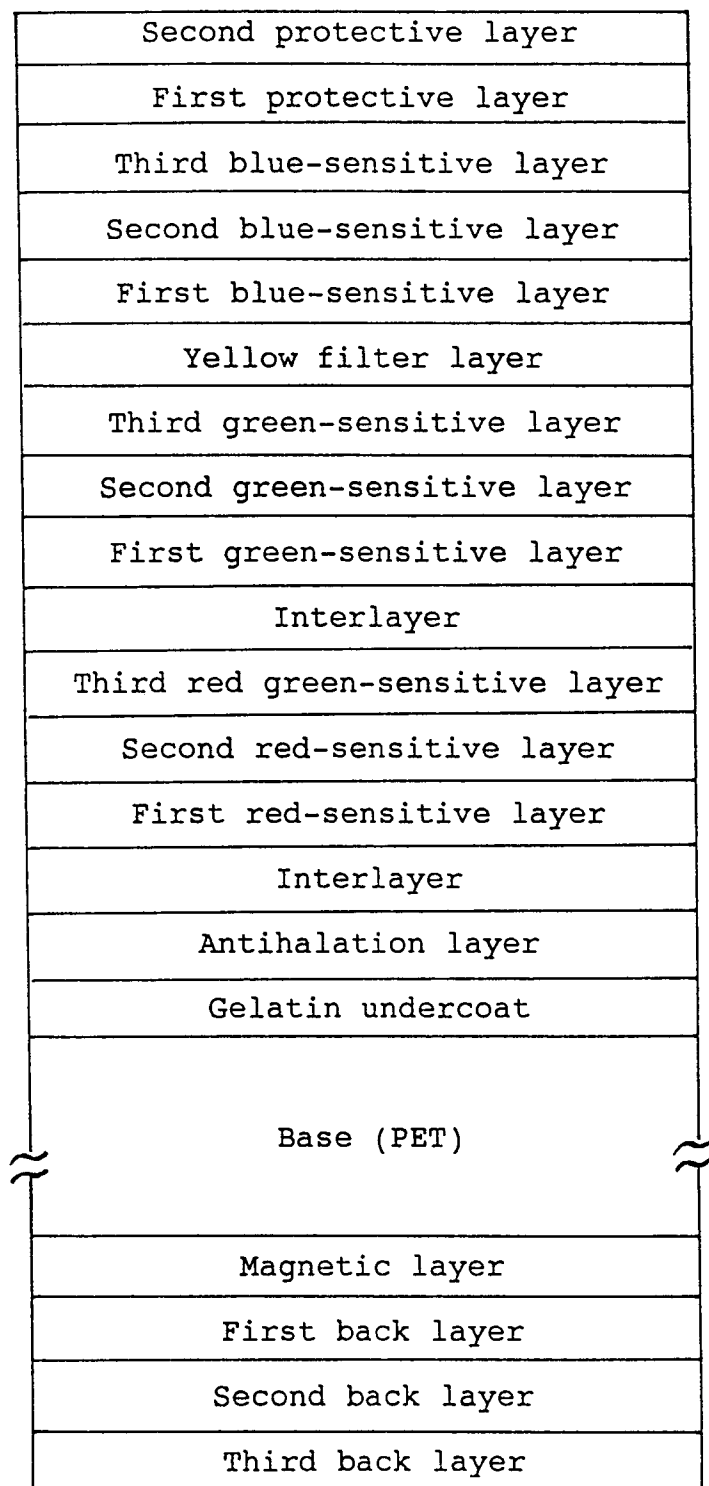 Second protective layer
First protective layer
Third blue-sensitive layer
Second blue-sensitive layer
First blue-sensitive layer
Yellow filter layer
Third green-sensitive layer
Second green-sensitive layer
First green-sensitive layer
Interlayer
Third red green-sensitive layer
Second red-sensitive layer
First red-sensitive layer
Interlayer
Antihalation layer
Gelatin undercoat
Base (PET)
Magnetic layer
First back layer
Second back layer
Third back layer